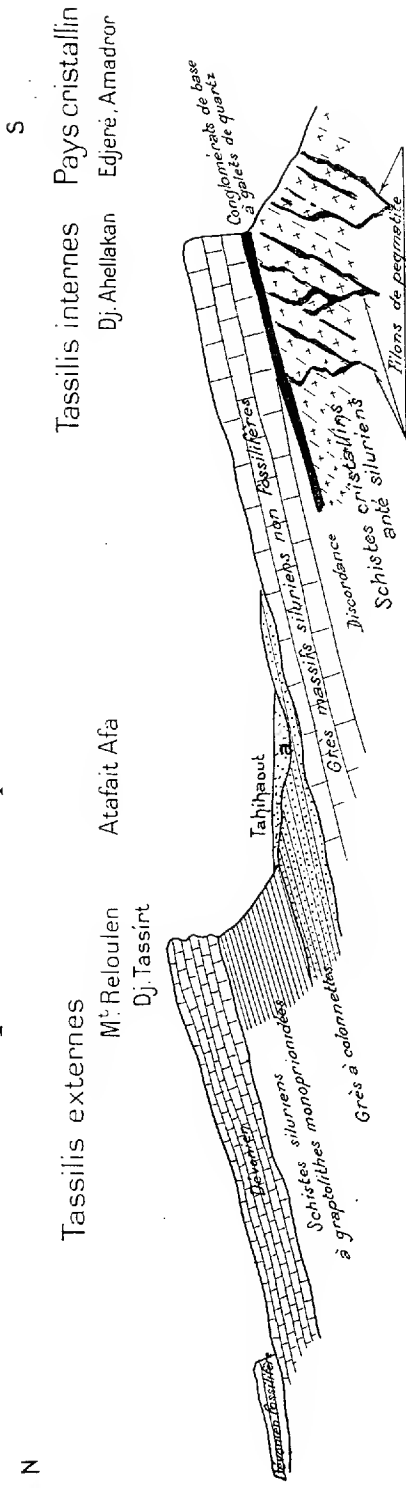 N
S
Tassilis externes
Tassilis internes
Pays cristallin
Mt Reloulen
Atafait Afa
Dj. Ahellakan
Edjeré, Amadror
Dj. Tassirt
Tahihaout
a
Conglomérats de base
à galets de quartz
Dévonien fossilifère
Dévonien
Schistes siluriens
à graptolithes monoprionidées
Grès à colonnettes
Grès massifs siluriens non fossilifères
Discordance
Schistes cristallins
anté siluriens
Filons de pegmatite